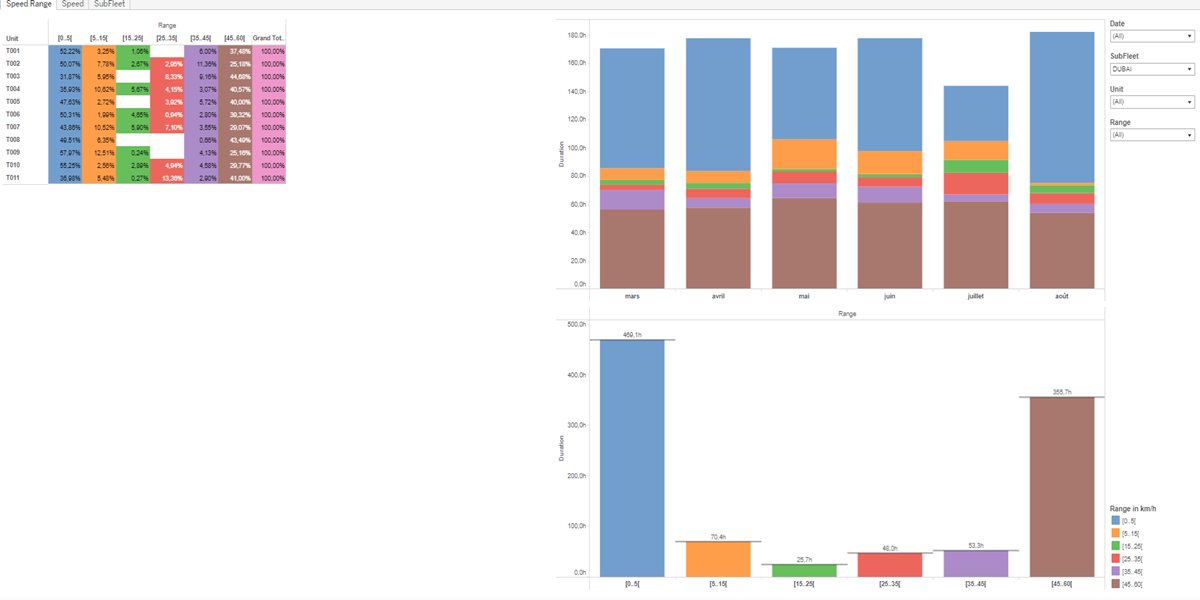 Speed Range Speed SubFleet
Range
Unit [0..5[ [5..15[ [15..25[ [25..35[ [35..45[ [45..60[ Grand Tot..
T001 52,22% 3,25% 1,05% 6,00% 37,48% 100,00%
T002 50,07% 7,78% 2,67% 2,95% 11,36% 25,18% 100,00%
T003 31,87% 5,95% 8,33% 9,16% 44,68% 100,00%
T004 35,93% 10,62% 5,67% 4,15% 3,07% 40,57% 100,00%
T005 47,63% 2,72% 3,92% 5,72% 40,00% 100,00%
T006 50,31% 1,99% 4,65% 0,94% 2,80% 39,32% 100,00%
T007 43,86% 10,52% 5,90% 7,10% 3,55% 29,07% 100,00%
T008 49,51% 6,35% 0,66% 43,49% 100,00%
T009 57,97% 12,51% 0,24% 4,13% 25,16% 100,00%
T010 55,25% 2,56% 2,89% 4,94% 4,58% 29,77% 100,00%
T011 36,98% 5,48% 0,27% 13,36% 2,90% 41,00% 100,00%
Duration
180,0h
160,0h
140,0h
120,0h
100,0h
80,0h
60,0h
40,0h
20,0h
0,0h
mars avril mai juin juillet août
Date
(All)
SubFleet
DUBAI
Unit
(All)
Range
(All)
Range
Duration
500,0h
400,0h
300,0h
200,0h
100,0h
0,0h
469,1h 70,4h 25,7h 48,0h 53,3h 355,7h
[0..5[ [5..15[ [15..25[ [25..35[ [35..45[ [45..60[
Range in km/h
[0..5[
[5..15[
[15..25[
[25..35[
[35..45[
[45..60[